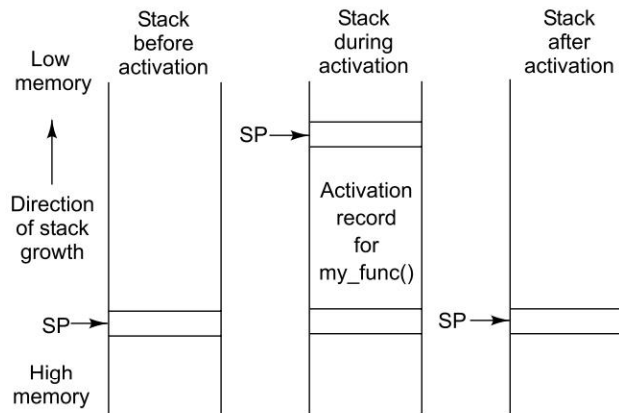 Stack
before
activation
Stack
during
activation
Stack
after
activation
Low
memory
SP
Direction
of stack
growth
Activation
record
for
my_func()
SP
SP
High
memory